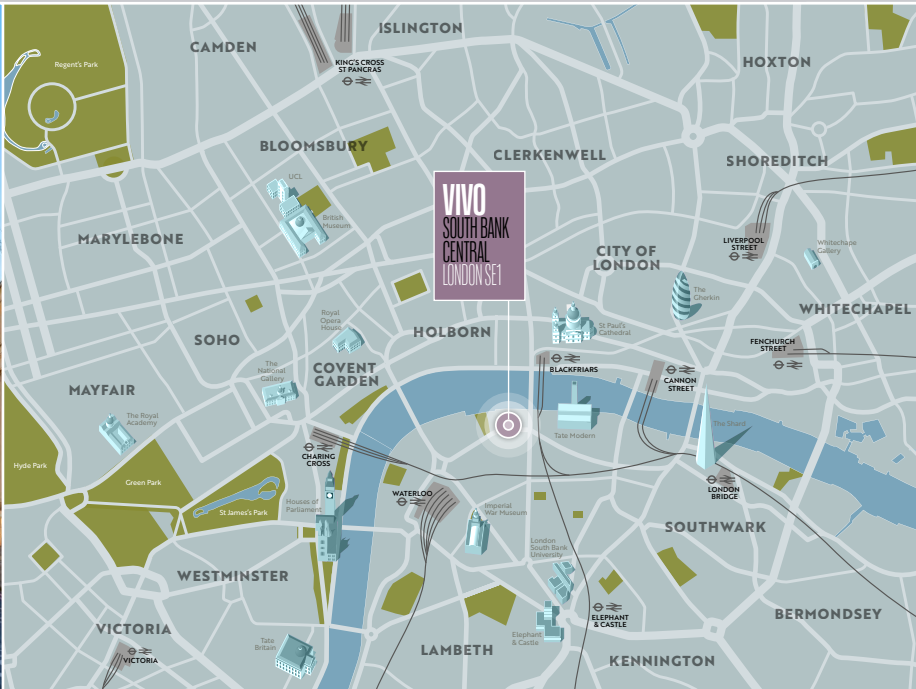 ISLINGTON
CAMDEN
KING'S CROSS
ST PANCRAS
HOXTON
Regent's Park
BLOOMSBURY
CLERKENWELL
SHOREDITCH
UCL
British
Museum
VIVO
SOUTH BANK
CENTRAL
LONDON SE1
MARYLEBONE
CITY OF
LONDON
LIVERPOOL
STREET
Whitechape
Gallery
The
Gherkin
WHITECHAPEL
Royal
Opera
House
SOHO
HOLBORN
St Paul's
Cathedral
FENCHURCH
STREET
The
National
Gallery
COVENT
GARDEN
BLACKFRIARS
CANNON
STREET
MAYFAIR
The Royal
Academy
Tate Modern
The Shard
CHARING
CROSS
Hyde Park
Green Park
St James's Park
Houses of
Parliament
WATERLOO
Imperial
War Museum
LONDON
BRIDGE
SOUTHWARK
London
South Bank
University
WESTMINSTER
ELEPHANT
& CASTLE
BERMONDSEY
VICTORIA
VICTORIA
Tate
Britain
LAMBETH
Elephant
& Castle
KENNINGTON